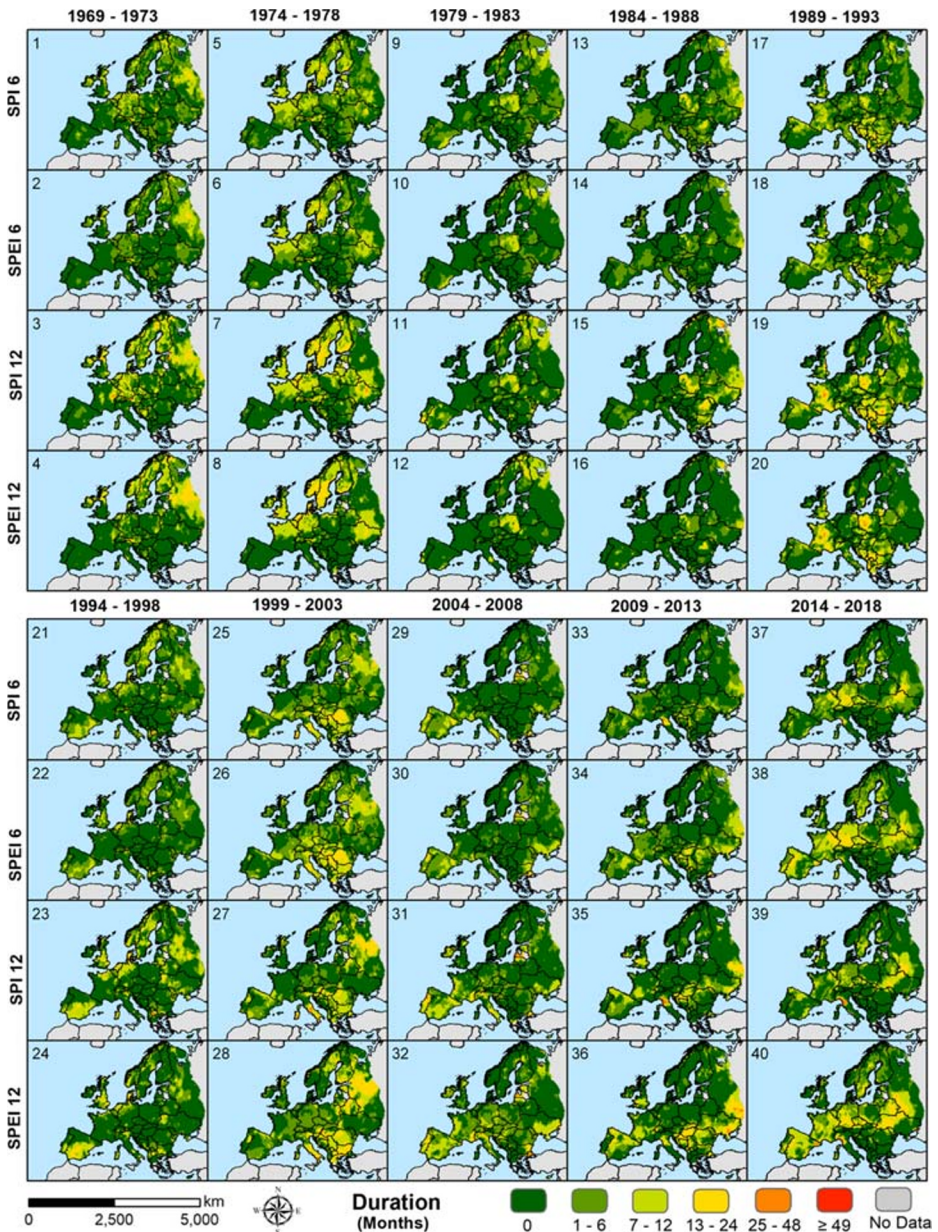 1969 - 1973 1974 - 1978 1979 - 1983 1984 - 1988 1989 - 1993
SPI 6 1 5 9 13 17
SPEI 6 2 6 10 14 18
SPI 12 3 7 11 15 19
SPEI 12 4 8 12 16 20
1994 - 1998 1999 - 2003 2004 - 2008 2009 - 2013 2014 - 2018
SPI 6 21 25 29 33 37
SPEI 6 22 26 30 34 38
SPI 12 23 27 31 35 39
SPEI 12 24 28 32 36 40
km
0 2,500 5,000
N
W E
S
Duration
(Months)
0 1 - 6 7 - 12 13 - 24 25 - 48 ≥ 49 No Data